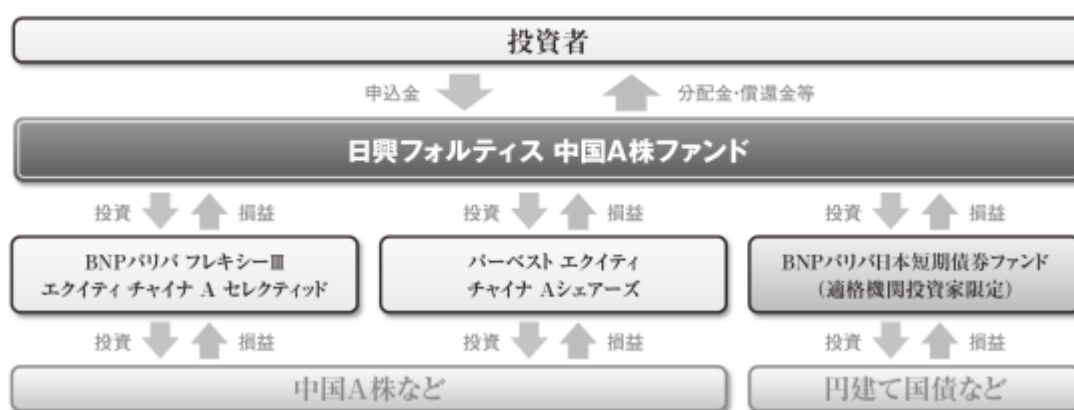 投資者
申込金 分配金・償還金等
日興フォルティス 中国A株ファンド
投資 損益 投資 損益 投資 損益
BNPパリバ フレキシーⅢ
エクイティ チャイナ A セレクティッド
パーベスト エクイティ
チャイナ Aシェアーズ
BNPパリバ日本短期債券ファンド
(適格機関投資家限定)
投資 損益 投資 損益 投資 損益
中国A株など
円建て国債など